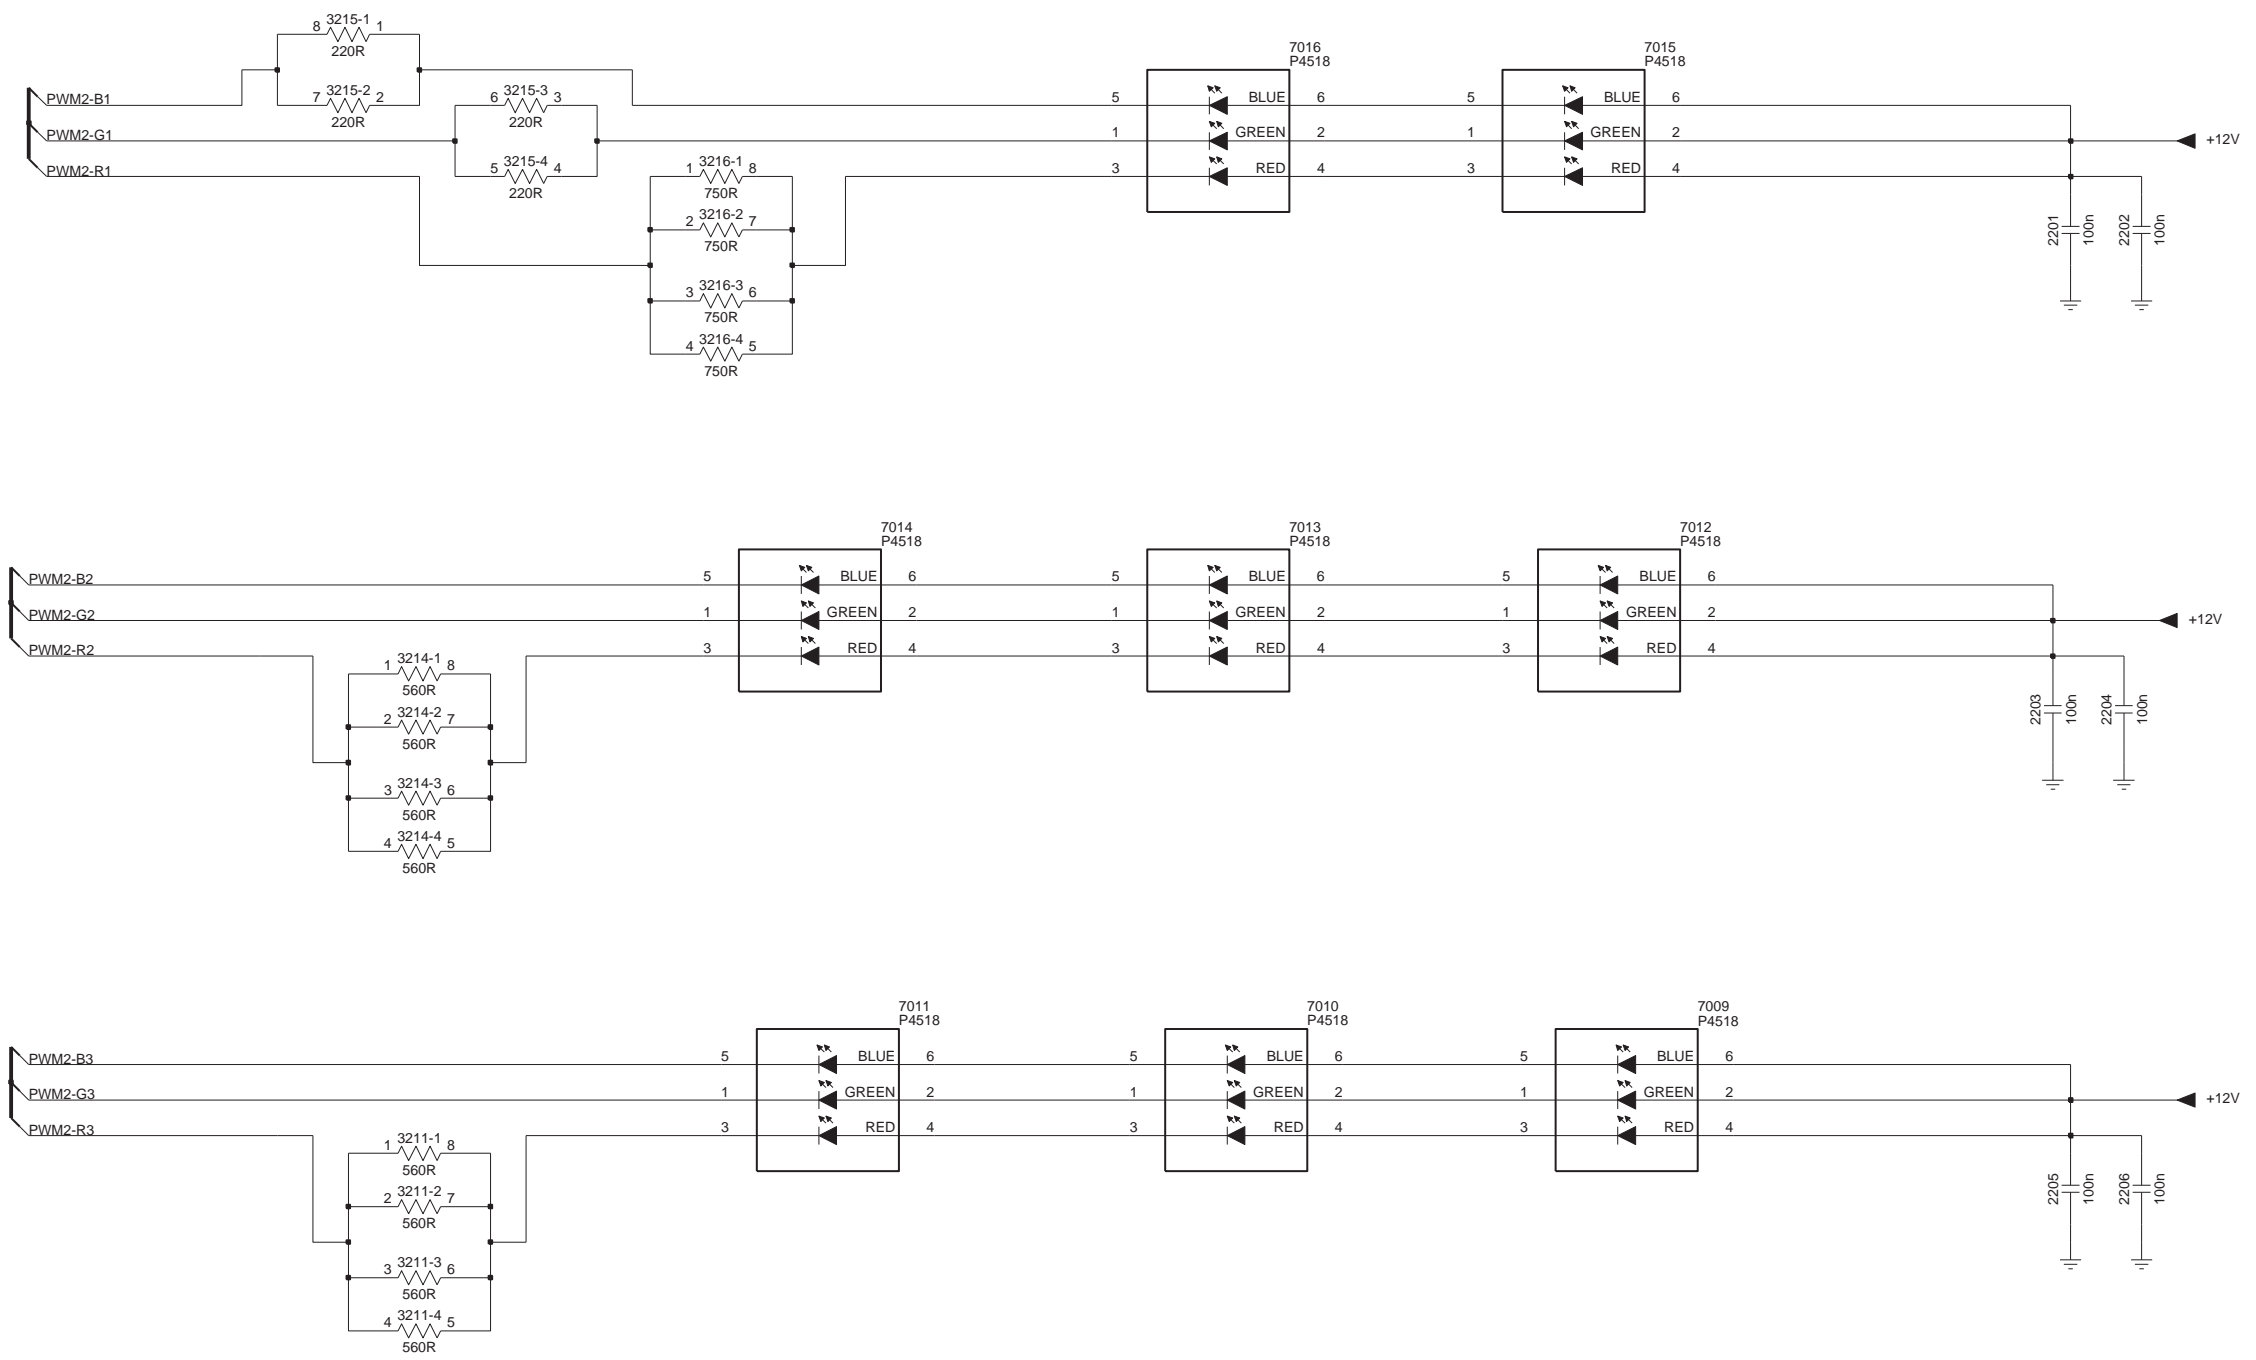 3215-1
8 1
220R
7016
P4518
7015
P4518
PWM2-B1
3215-2
7 2
220R
3215-3
6 3
220R
5 BLUE 6 5 BLUE 6
PWM2-G1
1 GREEN 2 1 GREEN 2
+12V
PWM2-R1
3215-4
5 4
220R
3216-1
1 8
750R
3 RED 4 3 RED 4
3216-2
2 7
750R
2201
100n
2202
100n
3216-3
3 6
750R
3216-4
4 5
750R
7014
P4518
7013
P4518
7012
P4518
PWM2-B2
5 BLUE 6 5 BLUE 6 5 BLUE 6
PWM2-G2
1 GREEN 2 1 GREEN 2 1 GREEN 2
+12V
PWM2-R2
3 RED 4 3 RED 4 3 RED 4
3214-1
1 8
560R
3214-2
2 7
560R
2203
100n
2204
100n
3214-3
3 6
560R
3214-4
4 5
560R
7011
P4518
7010
P4518
7009
P4518
PWM2-B3
5 BLUE 6 5 BLUE 6 5 BLUE 6
PWM2-G3
1 GREEN 2 1 GREEN 2 1 GREEN 2
+12V
PWM2-R3
3 RED 4 3 RED 4 3 RED 4
3211-1
1 8
560R
3211-2
2 7
560R
2205
100n
2206
100n
3211-3
3 6
560R
3211-4
4 5
560R